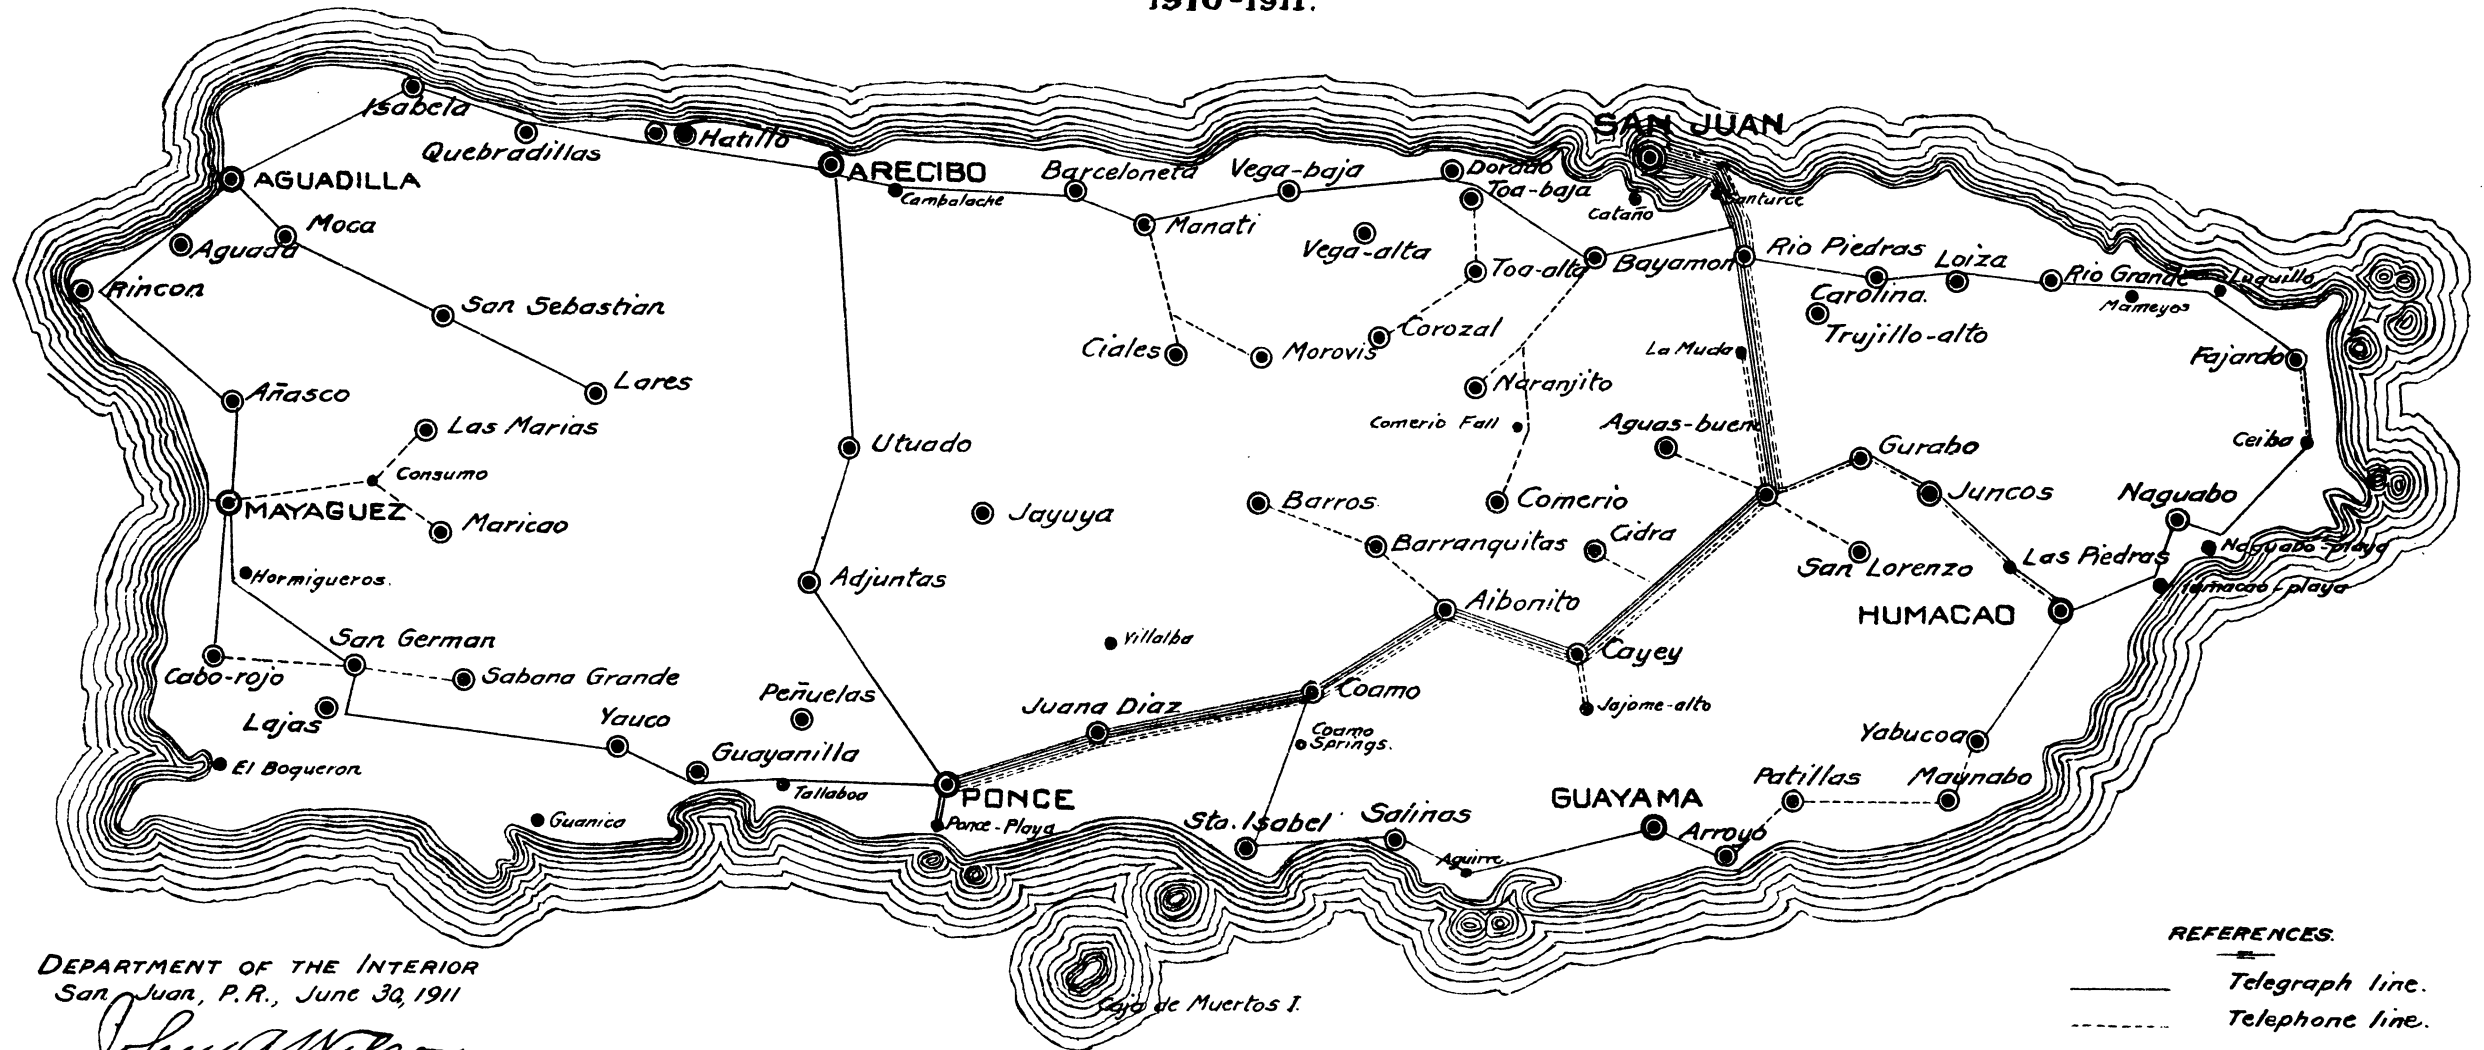 1910-1911.
SAN JUAN
Isabela
Quebradillas
Hatillo
ARECIBO
Cambalache
Barceloneta
Vega-baja
Dorado
Toa-baja
Cataño
Santurce
AGUADILLA
Moca
Aguada
Manati
Vega-alta
Toa-alta
Bayamon
Rio Piedras
Loiza
Carolina.
Rio Grande
Luquillo
Mameyes
Rincon
San Sebastian
Trujillo-alto
Ciales
Morovis
Corozal
La Muda
Fajardo
Lares
Añasco
Naranjito
Las Marias
Comerio Fall
Aguas-buen
Utuado
Gurabo
Ceiba
Consumo
MAYAGUEZ
Maricao
Jayuya
Barros
Comerio
Juncos
Naguabo
Barranquitas
Cidra
Naguabo-playa
Las Piedras
San Lorenzo
Hormigueros.
Adjuntas
Aibonito
Humacao-playa
HUMACAO
San German
Villalba
Cayey
Cabo-rojo
Sabana Grande
Peñuelas
Juana Diaz
Coamo
Jajome-alto
Lajas
Yauco
Coamo
Springs.
Yabucoa
Guayanilla
El Boqueron
Tallaboa
PONCE
Patillas
Maunabo
GUAYAMA
Guanica
Ponce-Playa
Sta. Isabel
Salinas
Arroyo
Aguirre
Caja de Muertos I.
DEPARTMENT OF THE INTERIOR
San Juan, P.R., June 30, 1911
John A Wilson
REFERENCES.
Telegraph line.
Telephone line.